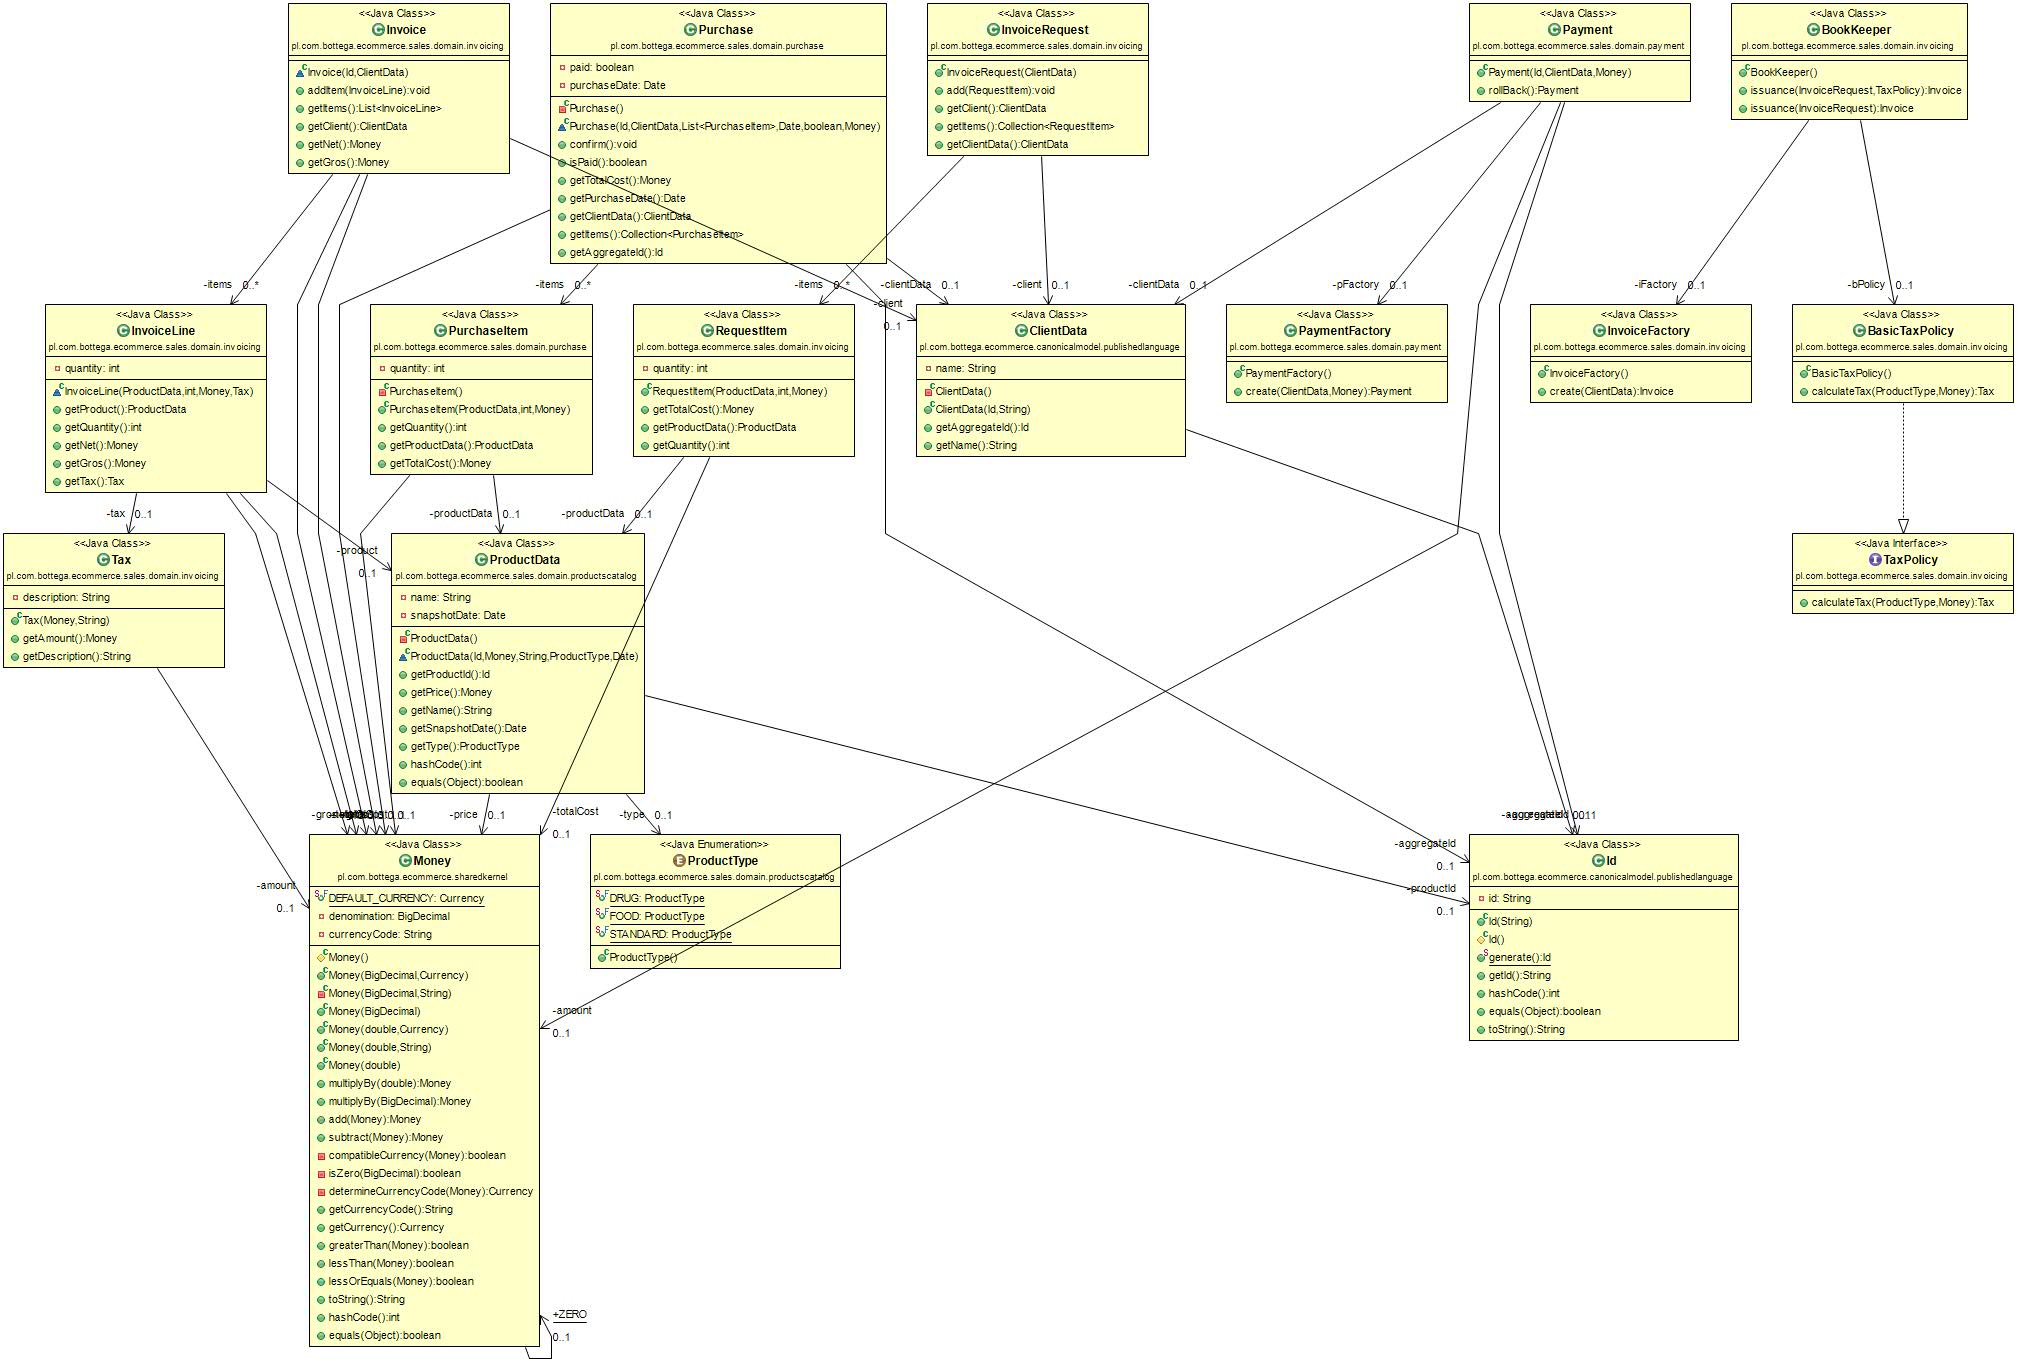 <<Java Class>>
Invoice
pl.com.bottega.ecommerce.sales.domain.invoicing
Invoice(Id,ClientData)
addItem(InvoiceLine):void
getItems():List<InvoiceLine>
getClient():ClientData
getNet():Money
getGros():Money
<<Java Class>>
Purchase
pl.com.bottega.ecommerce.sales.domain.purchase
paid: boolean
purchaseDate: Date
Purchase()
Purchase(Id,ClientData,List<PurchaseItem>,Date,boolean,Money)
confirm():void
isPaid():boolean
getTotalCost():Money
getPurchaseDate():Date
getClientData():ClientData
getItems():Collection<PurchaseItem>
getAggregateId():Id
<<Java Class>>
InvoiceRequest
pl.com.bottega.ecommerce.sales.domain.invoicing
InvoiceRequest(ClientData)
add(RequestItem):void
getClient():ClientData
getItems():Collection<RequestItem>
getClientData():ClientData
<<Java Class>>
Payment
pl.com.bottega.ecommerce.sales.domain.payment
Payment(Id,ClientData,Money)
rollBack():Payment
<<Java Class>>
BookKeeper
pl.com.bottega.ecommerce.sales.domain.invoicing
BookKeeper()
issuance(InvoiceRequest,TaxPolicy):Invoice
issuance(InvoiceRequest):Invoice
-items 0..*
-items 0..*
-items 0..*
-clientData 0..1
-client
0..1
-client 0..1
-clientData 0..1
-pFactory 0..1
-iFactory 0..1
-bPolicy 0..1
<<Java Class>>
InvoiceLine
pl.com.bottega.ecommerce.sales.domain.invoicing
quantity: int
InvoiceLine(ProductData,int,Money,Tax)
getProduct():ProductData
getQuantity():int
getNet():Money
getGros():Money
getTax():Tax
<<Java Class>>
PurchaseItem
pl.com.bottega.ecommerce.sales.domain.purchase
quantity: int
PurchaseItem()
PurchaseItem(ProductData,int,Money)
getQuantity():int
getProductData():ProductData
getTotalCost():Money
<<Java Class>>
RequestItem
pl.com.bottega.ecommerce.sales.domain.invoicing
quantity: int
RequestItem(ProductData,int,Money)
getTotalCost():Money
getProductData():ProductData
getQuantity():int
<<Java Class>>
ClientData
pl.com.bottega.ecommerce.canonicalmodel.publishedlanguage
name: String
ClientData()
ClientData(Id,String)
getAggregateId():Id
getName():String
<<Java Class>>
PaymentFactory
pl.com.bottega.ecommerce.sales.domain.payment
PaymentFactory()
create(ClientData,Money):Payment
<<Java Class>>
InvoiceFactory
pl.com.bottega.ecommerce.sales.domain.invoicing
InvoiceFactory()
create(ClientData):Invoice
<<Java Class>>
BasicTaxPolicy
pl.com.bottega.ecommerce.sales.domain.invoicing
BasicTaxPolicy()
calculateTax(ProductType,Money):Tax
-tax 0..1
-product
0..1
-productData 0..1
-productData 0..1
<<Java Class>>
Tax
pl.com.bottega.ecommerce.sales.domain.invoicing
description: String
Tax(Money,String)
getAmount():Money
getDescription():String
<<Java Class>>
ProductData
pl.com.bottega.ecommerce.sales.domain.productscatalog
name: String
snapshotDate: Date
ProductData()
ProductData(Id,Money,String,ProductType,Date)
getProductId():Id
getPrice():Money
getName():String
getSnapshotDate():Date
getType():ProductType
hashCode():int
equals(Object):boolean
<<Java Interface>>
TaxPolicy
pl.com.bottega.ecommerce.sales.domain.invoicing
calculateTax(ProductType,Money):Tax
-price 0..1
-totalCost
0..1
-type 0..1
-amount
0..1
-aggregateId
0..1
-productId
0..1
<<Java Class>>
Money
pl.com.bottega.ecommerce.sharedkernel
DEFAULT_CURRENCY: Currency
denomination: BigDecimal
currencyCode: String
Money()
Money(BigDecimal,Currency)
Money(BigDecimal,String)
Money(BigDecimal)
Money(double,Currency)
Money(double,String)
Money(double)
multiplyBy(double):Money
multiplyBy(BigDecimal):Money
add(Money):Money
subtract(Money):Money
compatibleCurrency(Money):boolean
isZero(BigDecimal):boolean
determineCurrencyCode(Money):Currency
getCurrencyCode():String
getCurrency():Currency
greaterThan(Money):boolean
lessThan(Money):boolean
lessOrEquals(Money):boolean
toString():String
hashCode():int
equals(Object):boolean
+ZERO
0..1
<<Java Enumeration>>
ProductType
pl.com.bottega.ecommerce.sales.domain.productscatalog
DRUG: ProductType
FOOD: ProductType
STANDARD: ProductType
ProductType()
-amount
0..1
<<Java Class>>
Id
pl.com.bottega.ecommerce.canonicalmodel.publishedlanguage
id: String
Id(String)
Id()
generate():Id
getId():String
hashCode():int
equals(Object):boolean
toString():String